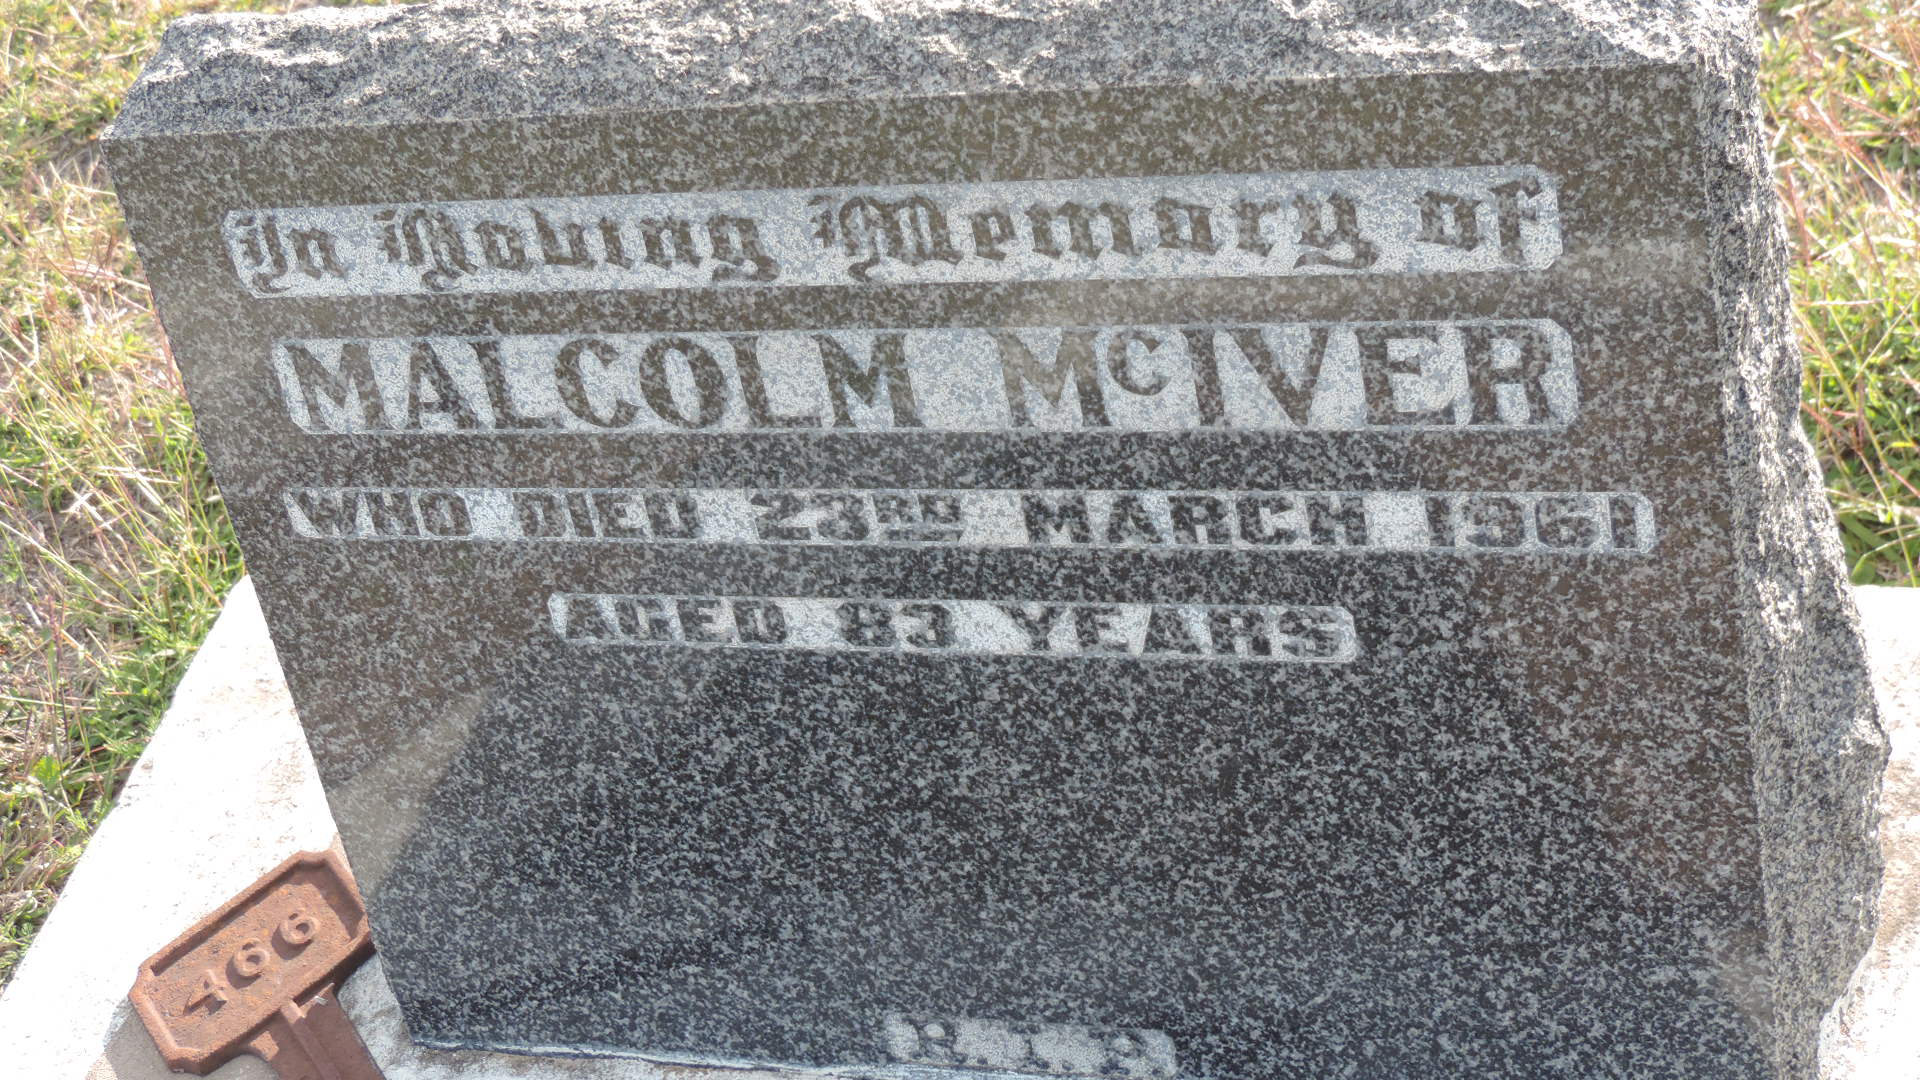 In Loving Memory of
MALCOLM McIVER
WHO DIED 23RD MARCH 1961
AGED 83 YEARS
466